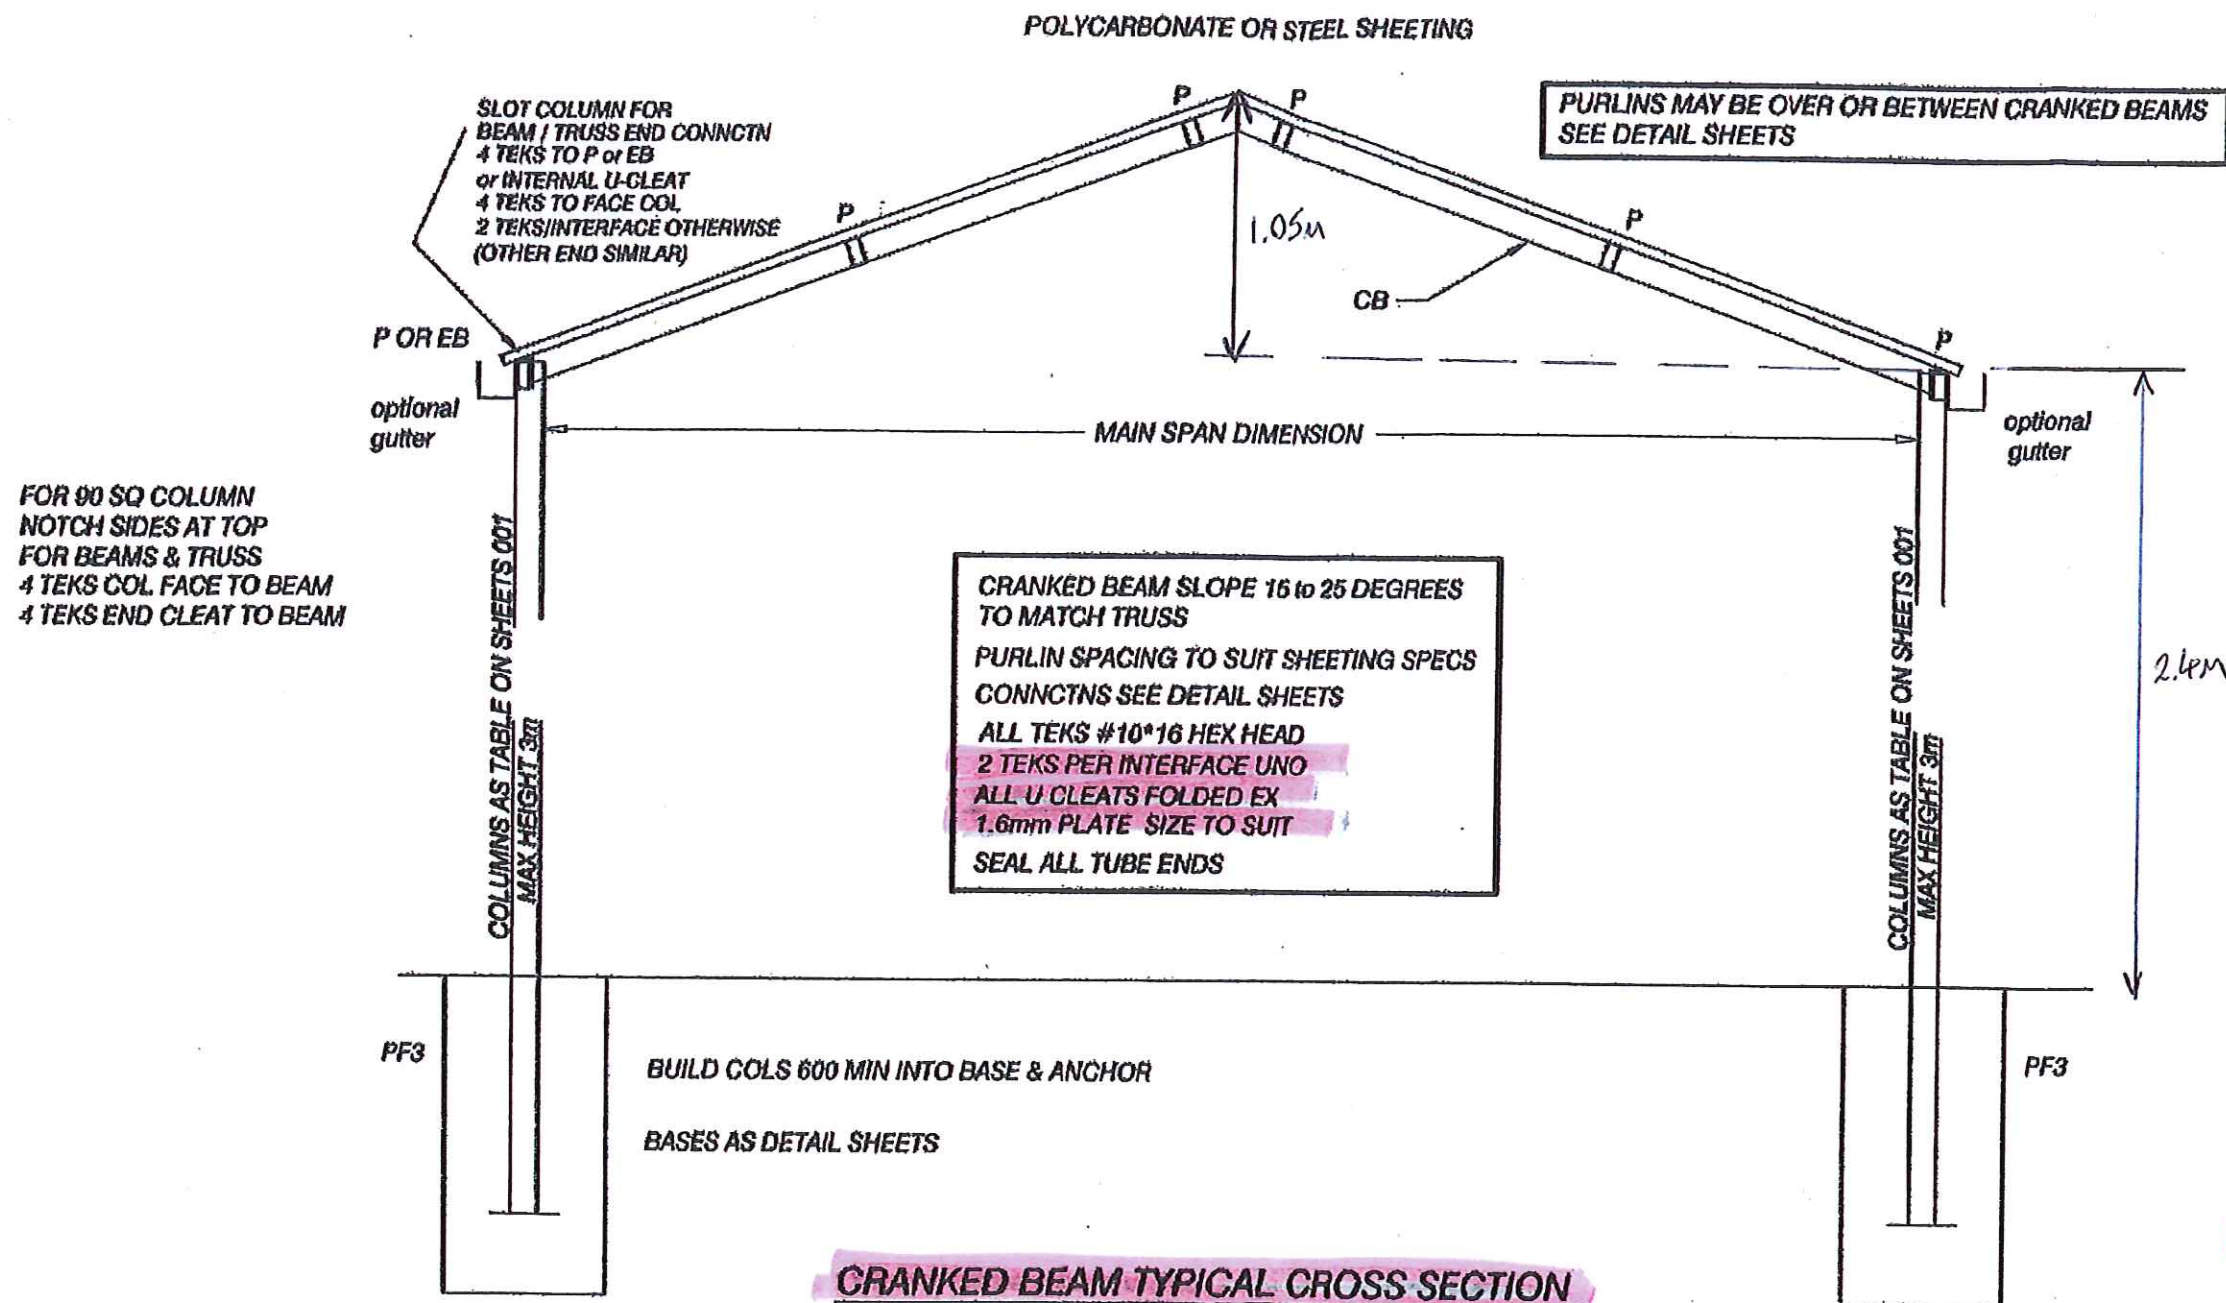 POLYCARBONATE OR STEEL SHEETING
SLOT COLUMN FOR
BEAM / TRUSS END CONNCTN
4 TEKS TO P or EB
or INTERNAL U-CLEAT
4 TEKS TO FACE COL
2 TEKS/INTERFACE OTHERWISE
(OTHER END SIMILAR)
PURLINS MAY BE OVER OR BETWEEN CRANKED BEAMS
SEE DETAIL SHEETS
P
P
P
P
1.05M
CB
P OR EB
P
optional
gutter
MAIN SPAN DIMENSION
optional
gutter
FOR 90 SQ COLUMN
NOTCH SIDES AT TOP
FOR BEAMS & TRUSS
4 TEKS COL FACE TO BEAM
4 TEKS END CLEAT TO BEAM
COLUMNS AS TABLE ON SHEETS 001
MAX HEIGHT 3m
CRANKED BEAM SLOPE 15 to 25 DEGREES
TO MATCH TRUSS
PURLIN SPACING TO SUIT SHEETING SPECS
CONNCTNS SEE DETAIL SHEETS
ALL TEKS #10*16 HEX HEAD
2 TEKS PER INTERFACE UNO
ALL U CLEATS FOLDED EX
1.6mm PLATE SIZE TO SUIT
SEAL ALL TUBE ENDS
COLUMNS AS TABLE ON SHEETS 001
MAX HEIGHT 3m
2.4M
PF3
BUILD COLS 600 MIN INTO BASE & ANCHOR
BASES AS DETAIL SHEETS
PF3
CRANKED BEAM TYPICAL CROSS SECTION